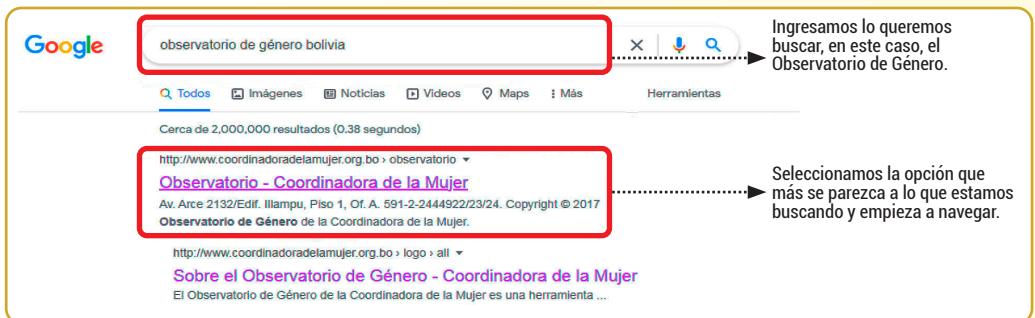 Google
observatorio de género bolivia
Ingresamos lo queremos
buscar, en este caso, el
Observatorio de Género.
Todos Imágenes Noticias Videos Maps Más Herramientas
Cerca de 2,000,000 resultados (0.38 segundos)
http://www.coordinadoradelamujer.org.bo › observatorio
Observatorio - Coordinadora de la Mujer
Av. Arce 2132/Edif. Illampu, Piso 1, Of. A. 591-2-2444922/23/24. Copyright © 2017
Observatorio de Género de la Coordinadora de la Mujer.
Seleccionamos la opción que
más se parezca a lo que estamos
buscando y empieza a navegar.
http://www.coordinadoradelamujer.org.bo › logo › all
Sobre el Observatorio de Género - Coordinadora de la Mujer
El Observatorio de Género de la Coordinadora de la Mujer es una herramienta ...